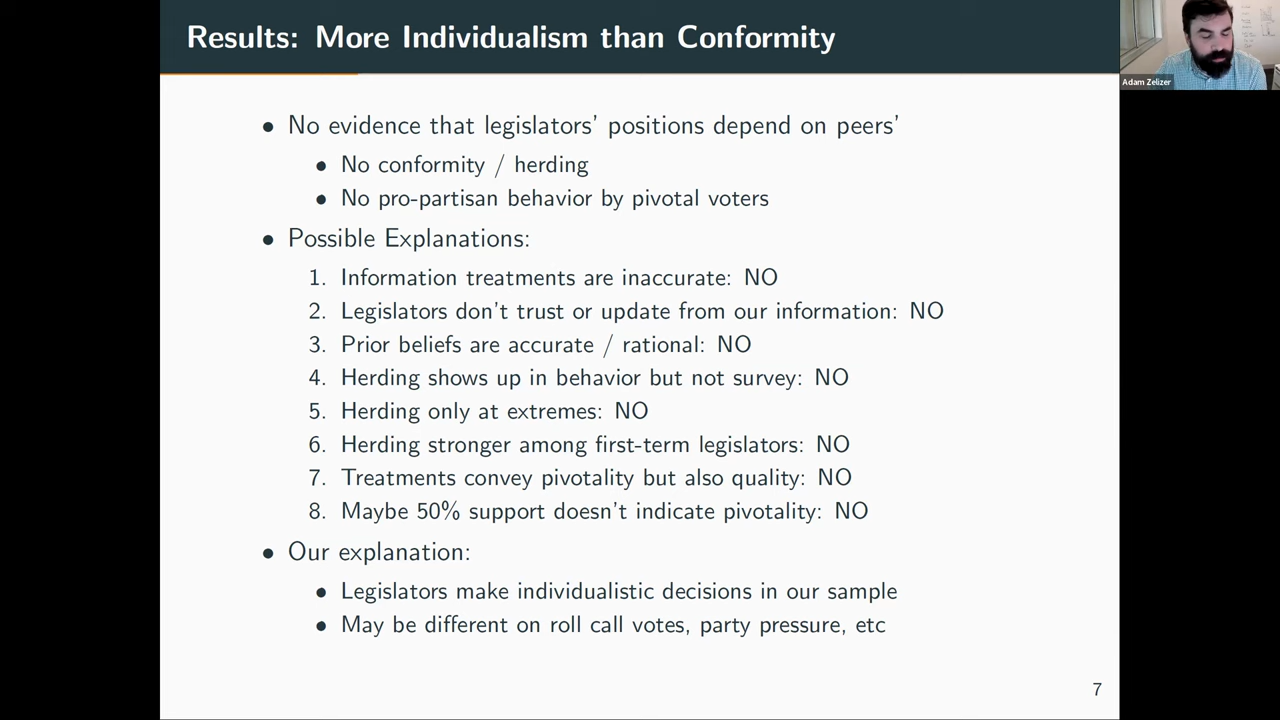 Results: More Individualism than Conformity
Adam Zelizer
• No evidence that legislators' positions depend on peers'
• No conformity / herding
• No pro-partisan behavior by pivotal voters
• Possible Explanations:
1. Information treatments are inaccurate: NO
2. Legislators don't trust or update from our information: NO
3. Prior beliefs are accurate / rational: NO
4. Herding shows up in behavior but not survey: NO
5. Herding only at extremes: NO
6. Herding stronger among first-term legislators: NO
7. Treatments convey pivotality but also quality: NO
8. Maybe 50% support doesn't indicate pivotality: NO
• Our explanation:
• Legislators make individualistic decisions in our sample
• May be different on roll call votes, party pressure, etc
7